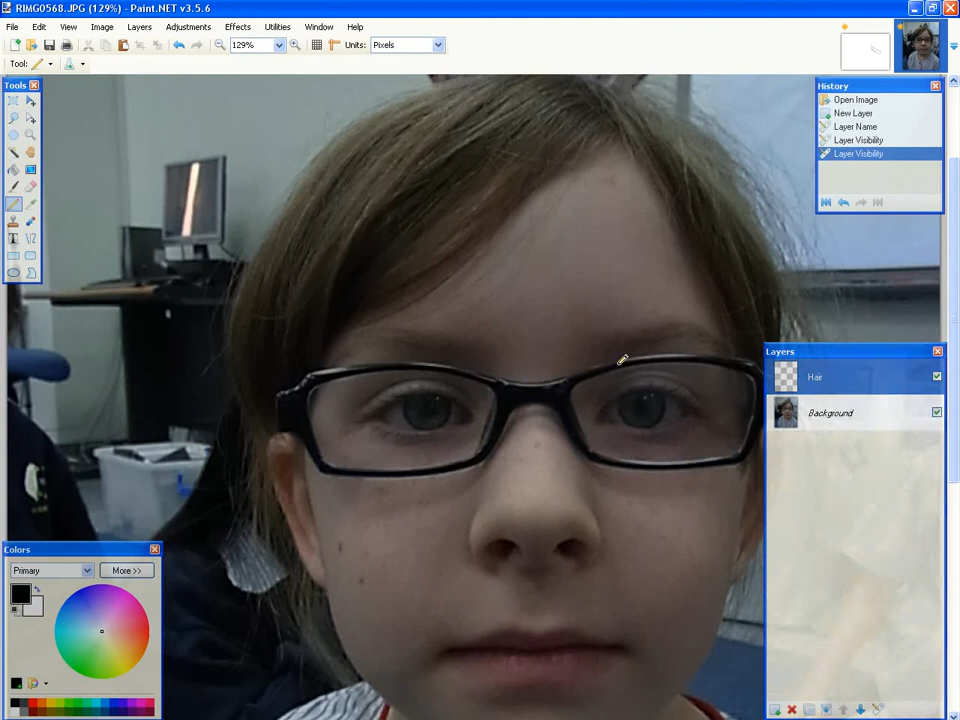 RIMG0568.JPG (129%) - Paint.NET v3.5.6
File Edit View Image Layers Adjustments Effects Utilities Window Help
129% Units: Pixels
Tool:
Tools
History
Open Image
New Layer
Layer Name
Layer Visibility
Layer Visibility
Layers
Hair
Background
Colors
Primary More >>